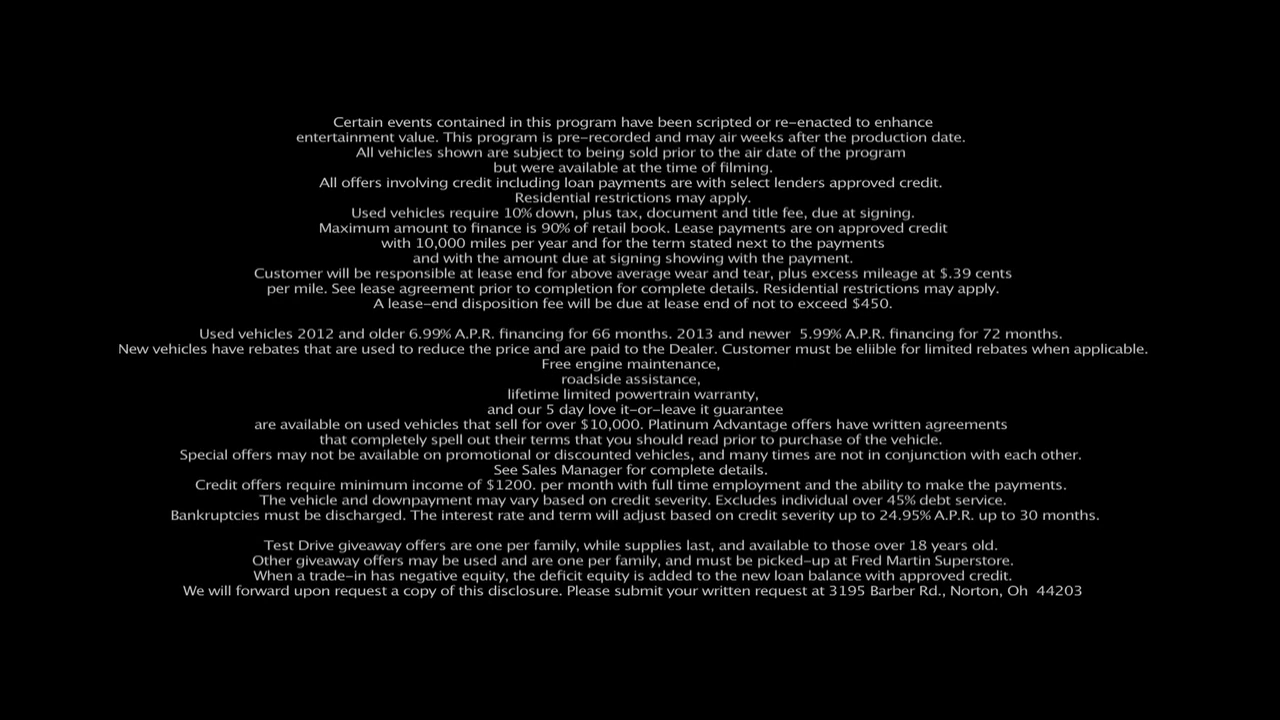 Certain events contained in this program have been scripted or re-enacted to enhance
entertainment value. This program is pre-recorded and may air weeks after the production date.
All vehicles shown are subject to being sold prior to the air date of the program
but were available at the time of filming.
All offers involving credit including loan payments are with select lenders approved credit.
Residential restrictions may apply.
Used vehicles require 10% down, plus tax, document and title fee, due at signing.
Maximum amount to finance is 90% of retail book. Lease payments are on approved credit
with 10,000 miles per year and for the term stated next to the payments
and with the amount due at signing showing with the payment.
Customer will be responsible at lease end for above average wear and tear, plus excess mileage at $.39 cents
per mile. See lease agreement prior to completion for complete details. Residential restrictions may apply.
A lease-end disposition fee will be due at lease end of not to exceed $450.
Used vehicles 2012 and older 6.99% A.P.R. financing for 66 months. 2013 and newer  5.99% A.P.R. financing for 72 months.
New vehicles have rebates that are used to reduce the price and are paid to the Dealer. Customer must be eliible for limited rebates when applicable.
Free engine maintenance,
roadside assistance,
lifetime limited powertrain warranty,
and our 5 day love it-or-leave it guarantee
are available on used vehicles that sell for over $10,000. Platinum Advantage offers have written agreements
that completely spell out their terms that you should read prior to purchase of the vehicle.
Special offers may not be available on promotional or discounted vehicles, and many times are not in conjunction with each other.
See Sales Manager for complete details.
Credit offers require minimum income of $1200. per month with full time employment and the ability to make the payments.
The vehicle and downpayment may vary based on credit severity. Excludes individual over 45% debt service.
Bankruptcies must be discharged. The interest rate and term will adjust based on credit severity up to 24.95% A.P.R. up to 30 months.
Test Drive giveaway offers are one per family, while supplies last, and available to those over 18 years old.
Other giveaway offers may be used and are one per family, and must be picked-up at Fred Martin Superstore.
When a trade-in has negative equity, the deficit equity is added to the new loan balance with approved credit.
We will forward upon request a copy of this disclosure. Please submit your written request at 3195 Barber Rd., Norton, Oh  44203